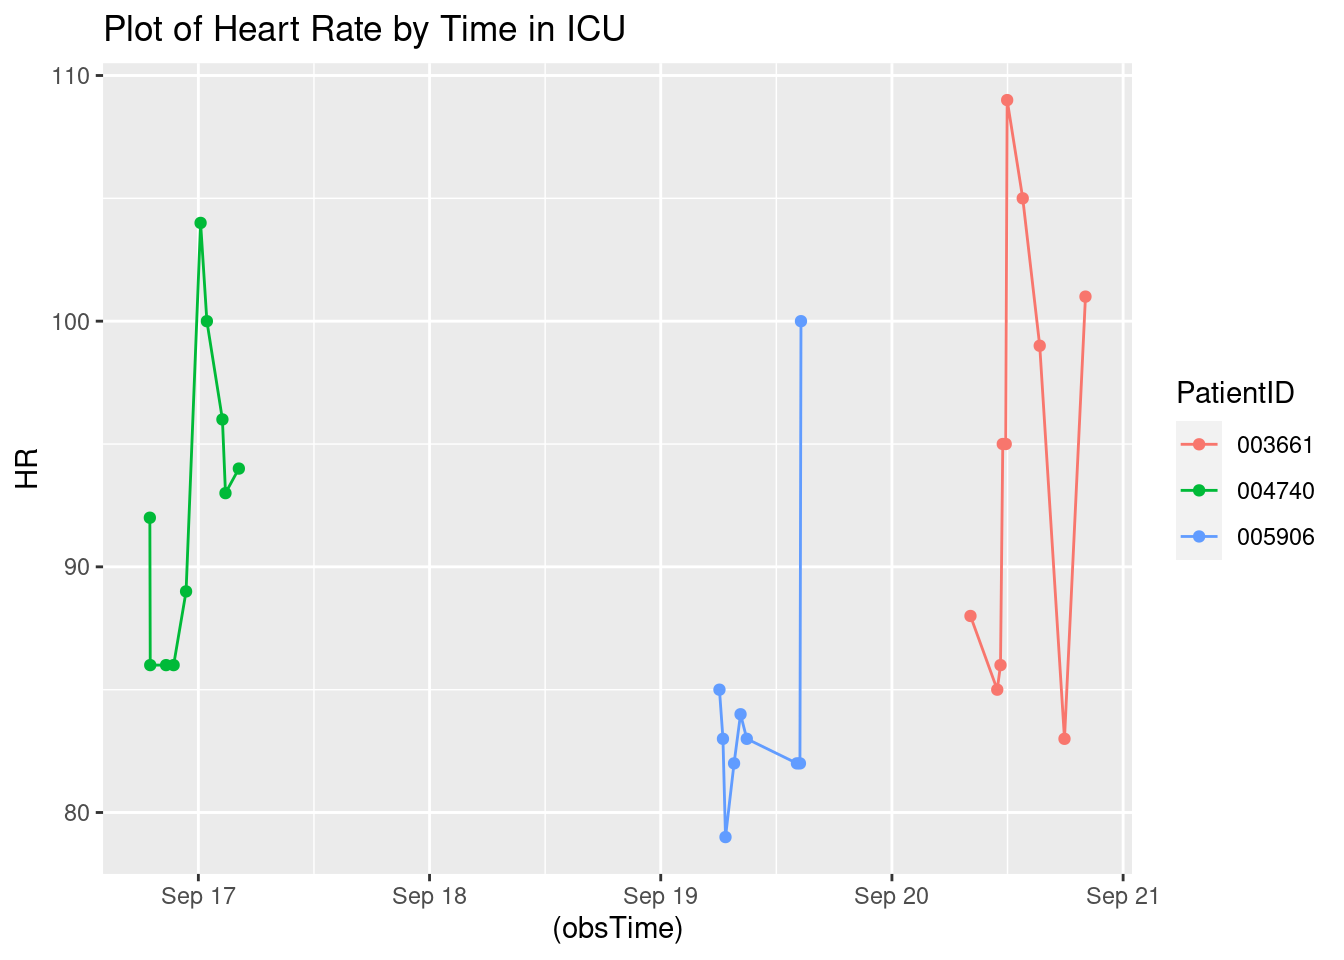 Plot of Heart Rate by Time in ICU
110
100
90
80
HR
Sep 17
Sep 18
Sep 19
Sep 20
Sep 21
(obsTime)
PatientID
003661
004740
005906